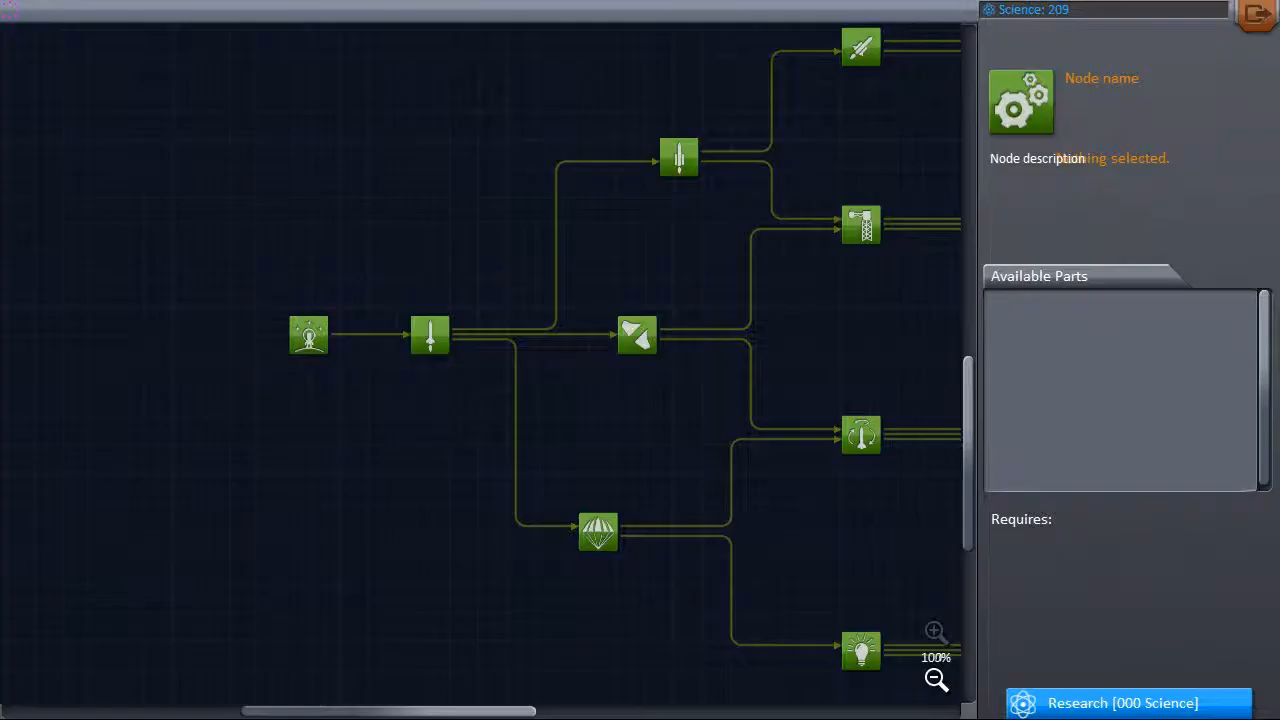 Science: 209
Node name
Node description
Nothing selected.
Available Parts
Requires:
100%
Research [000 Science]